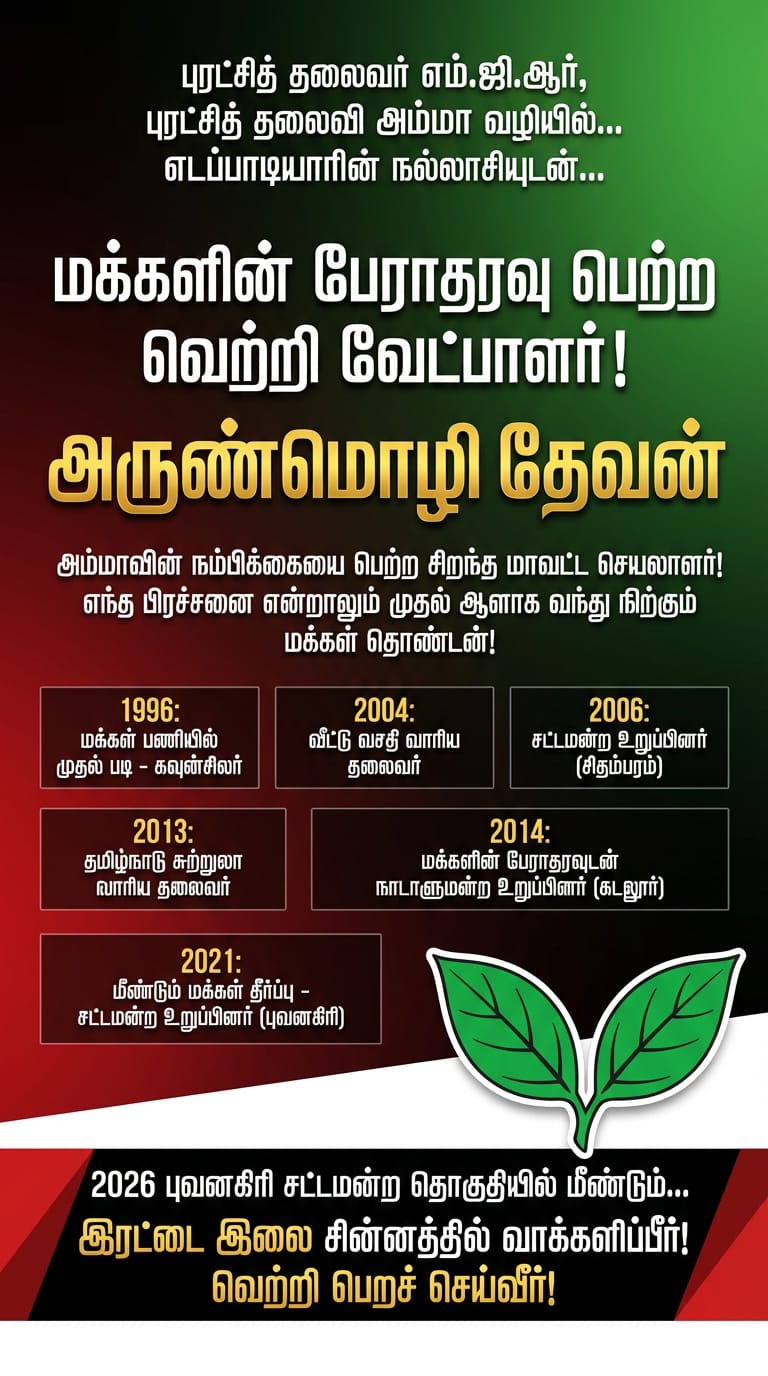 புரட்சித் தலைவர் எம்.ஜி.ஆர்,
புரட்சித் தலைவி அம்மா வழியில்...
எடப்பாடியாரின் நல்லாசியுடன்...
மக்களின் பேராதரவு பெற்ற
வெற்றி வேட்பாளர்!
அருண்மொழி தேவன்
அம்மாவின் நம்பிக்கையை பெற்ற சிறந்த மாவட்ட செயலாளர்!
எந்த பிரச்சனை என்றாலும் முதல் ஆளாக வந்து நிற்கும்
மக்கள் தொண்டன்!
1996:
மக்கள் பணியில்
முதல் படி - கவுன்சிலர்
2004:
வீட்டு வசதி வாரிய
தலைவர்
2006:
சட்டமன்ற உறுப்பினர்
(சிதம்பரம்)
2013:
தமிழ்நாடு சுற்றுலா
வாரிய தலைவர்
2014:
மக்களின் பேராதரவுடன்
நாடாளுமன்ற உறுப்பினர் (கடலூர்)
2021:
மீண்டும் மக்கள் தீர்ப்பு -
சட்டமன்ற உறுப்பினர் (புவனகிரி)
2026 புவனகிரி சட்டமன்ற தொகுதியில் மீண்டும்...
இரட்டை இலை சின்னத்தில் வாக்களிப்பீர்!
வெற்றி பெறச் செய்வீர்!